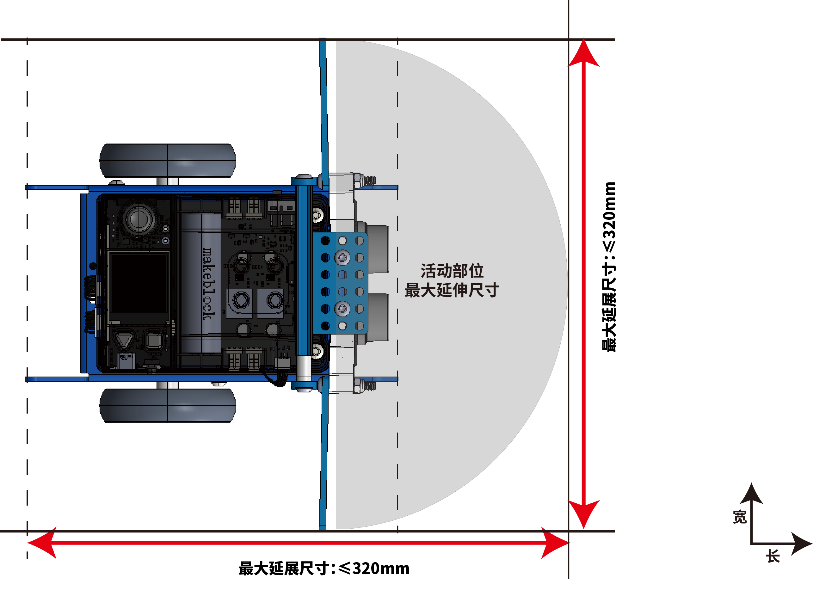 makeblock
活动部位
最大延伸尺寸
最大延展尺寸：≤320mm
最大延展尺寸：≤320mm
宽
长